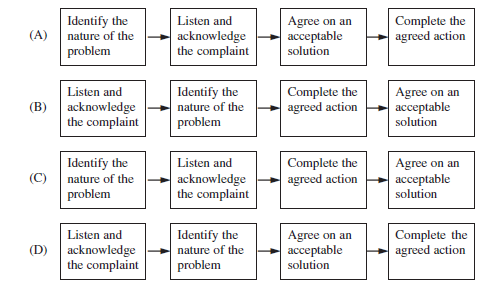 (A)
Identify the
nature of the
problem
Listen and
acknowledge
the complaint
Agree on an
acceptable
solution
Complete the
agreed action
(B)
Listen and
acknowledge
the complaint
Identify the
nature of the
problem
Complete the
agreed action
Agree on an
acceptable
solution
(C)
Identify the
nature of the
problem
Listen and
acknowledge
the complaint
Complete the
agreed action
Agree on an
acceptable
solution
(D)
Listen and
acknowledge
the complaint
Identify the
nature of the
problem
Agree on an
acceptable
solution
Complete the
agreed action